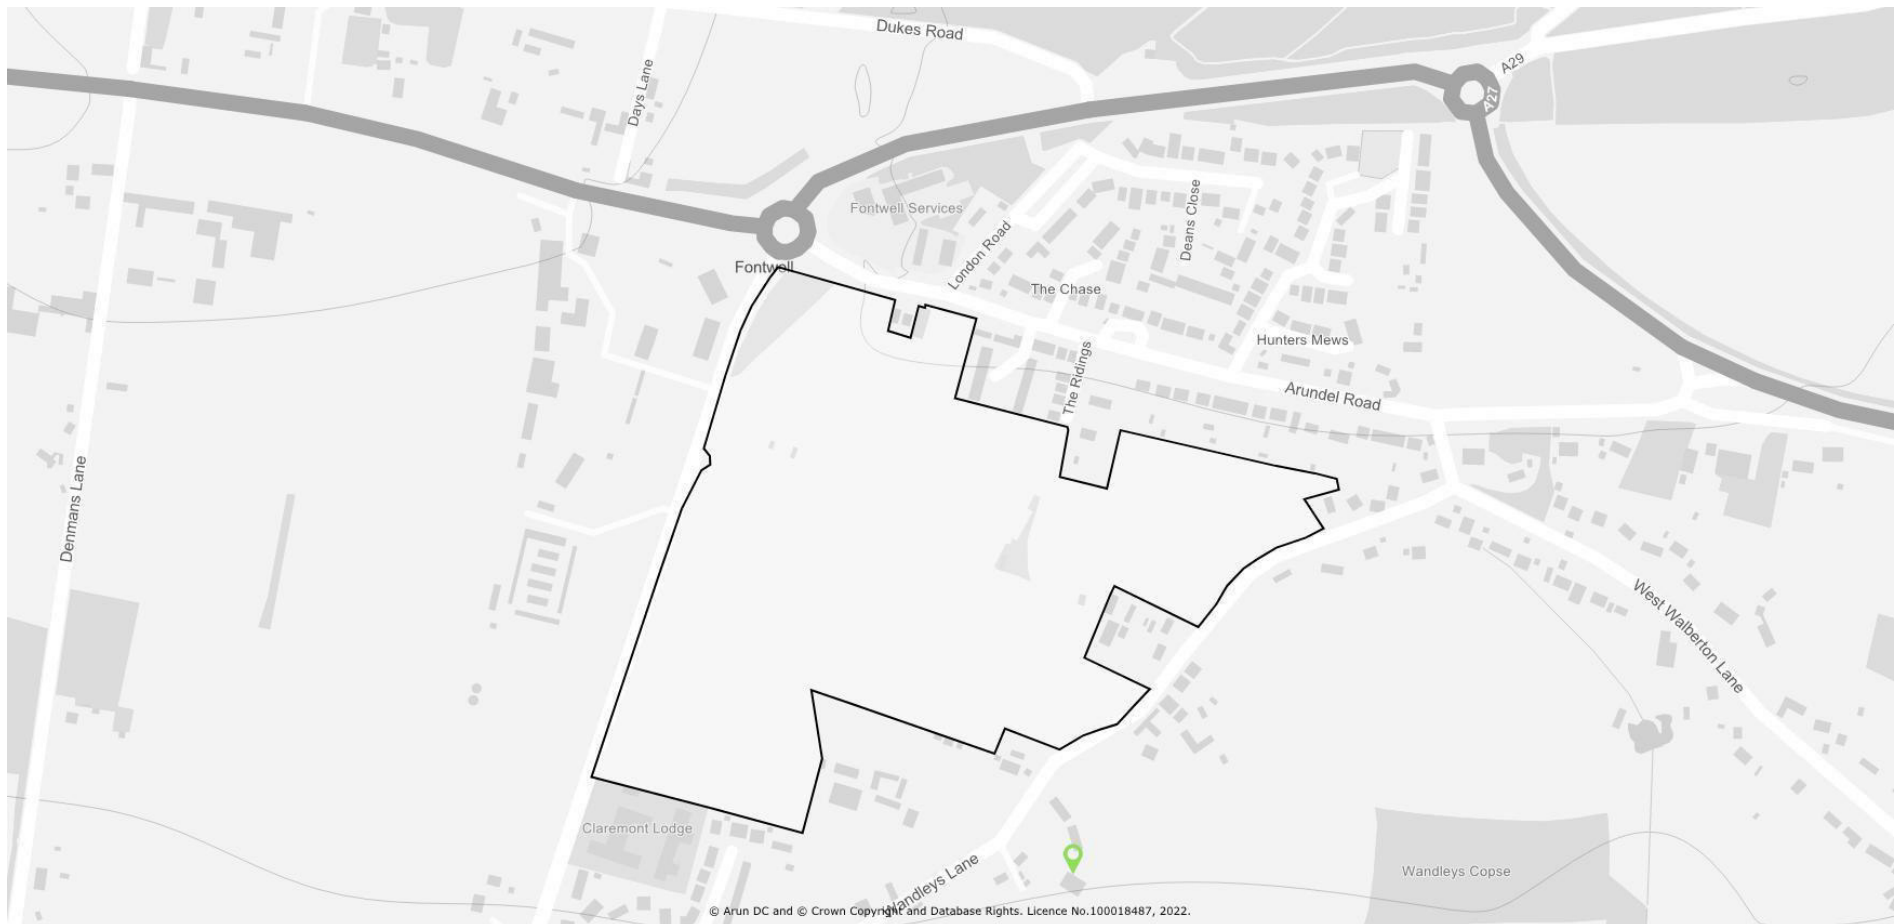 Dukes Road
A29
A27
Days Lane
Fontwell Services
Deans Close
London Road
Fontwell
The Chase
Hunters Mews
The Ridings
Arundel Road
Denmans Lane
West Walberton Lane
Claremont Lodge
Wandleys Copse
Wandleys Lane
© Arun DC and © Crown Copyright and Database Rights. Licence No.100018487, 2022.